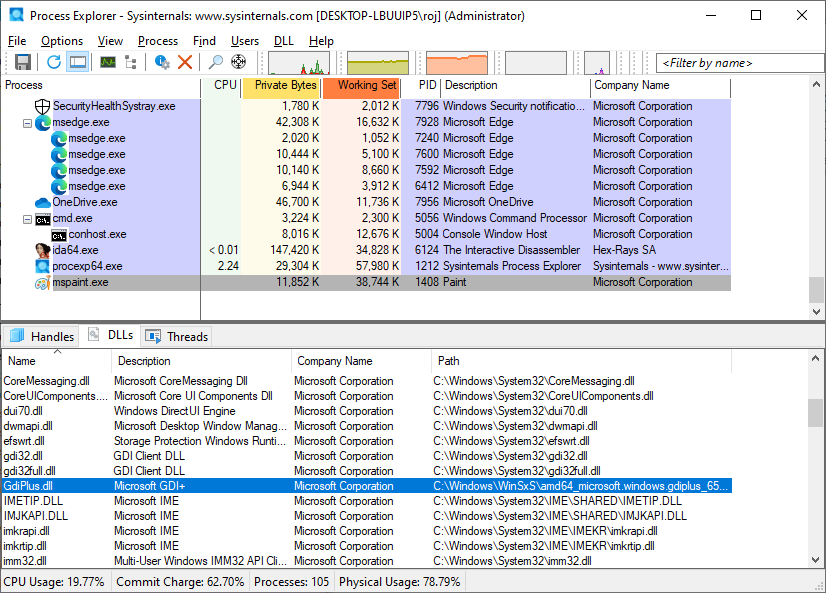 Process Explorer - Sysinternals: www.sysinternals.com [DESKTOP-LBUUIP5\roj] (Administrator)
File Options View Process Find Users DLL Help
<Filter by name>
Process CPU Private Bytes Working Set PID Description Company Name
SecurityHealthSystray.exe 1,780 K 2,012 K 7796 Windows Security notificatio... Microsoft Corporation
msedge.exe 42,308 K 16,632 K 7928 Microsoft Edge Microsoft Corporation
msedge.exe 2,020 K 1,052 K 7240 Microsoft Edge Microsoft Corporation
msedge.exe 10,444 K 5,100 K 7600 Microsoft Edge Microsoft Corporation
msedge.exe 10,140 K 8,660 K 7592 Microsoft Edge Microsoft Corporation
msedge.exe 6,944 K 3,912 K 6412 Microsoft Edge Microsoft Corporation
OneDrive.exe 46,700 K 11,736 K 7956 Microsoft OneDrive Microsoft Corporation
cmd.exe 3,224 K 2,300 K 5056 Windows Command Processor Microsoft Corporation
conhost.exe 8,016 K 12,676 K 5004 Console Window Host Microsoft Corporation
ida64.exe < 0.01 147,420 K 34,828 K 6124 The Interactive Disassembler Hex-Rays SA
procexp64.exe 2.24 29,304 K 57,980 K 1212 Sysinternals Process Explorer Sysinternals - www.sysinter...
mspaint.exe 11,852 K 38,744 K 1408 Paint Microsoft Corporation
Handles DLLs Threads
Name Description Company Name Path
CoreMessaging.dll Microsoft CoreMessaging Dll Microsoft Corporation C:\Windows\System32\CoreMessaging.dll
CoreUIComponents.... Microsoft Core UI Components Dll Microsoft Corporation C:\Windows\System32\CoreUIComponents.dll
dui70.dll Windows DirectUI Engine Microsoft Corporation C:\Windows\System32\dui70.dll
dwmapi.dll Microsoft Desktop Window Manag... Microsoft Corporation C:\Windows\System32\dwmapi.dll
efswrt.dll Storage Protection Windows Runti... Microsoft Corporation C:\Windows\System32\efswrt.dll
gdi32.dll GDI Client DLL Microsoft Corporation C:\Windows\System32\gdi32.dll
gdi32full.dll GDI Client DLL Microsoft Corporation C:\Windows\System32\gdi32full.dll
GdiPlus.dll Microsoft GDI+ Microsoft Corporation C:\Windows\WinSxS\amd64_microsoft.windows.gdiplus_65...
IMETIP.DLL Microsoft IME Microsoft Corporation C:\Windows\System32\IME\SHARED\IMETIP.DLL
IMJKAPI.DLL Microsoft IME Microsoft Corporation C:\Windows\System32\IME\SHARED\IMJKAPI.DLL
imkrapi.dll Microsoft IME Microsoft Corporation C:\Windows\System32\IME\IMEKR\imkrapi.dll
imkrtip.dll Microsoft IME Microsoft Corporation C:\Windows\System32\IME\IMEKR\imkrtip.dll
imm32.dll Multi-User Windows IMM32 API Cli... Microsoft Corporation C:\Windows\System32\imm32.dll
CPU Usage: 19.77% Commit Charge: 62.70% Processes: 105 Physical Usage: 78.79%